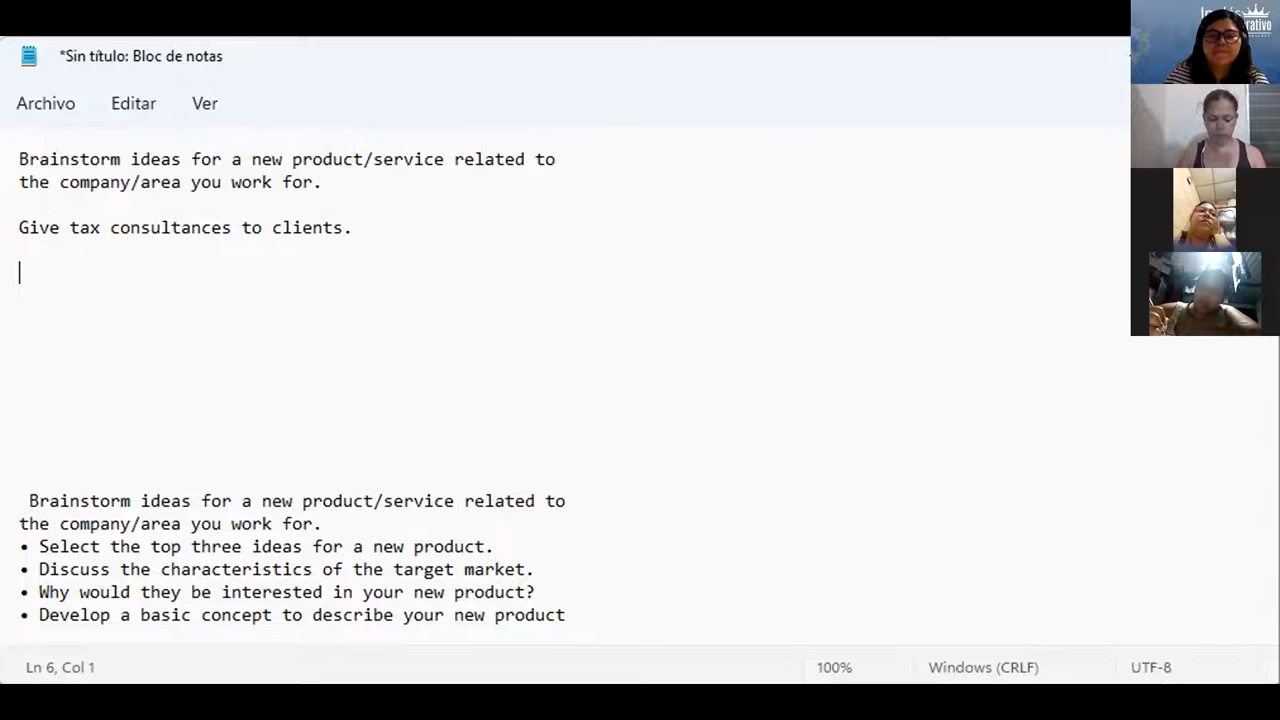 *Sin título: Bloc de notas
Archivo Editar Ver
Brainstorm ideas for a new product/service related to
the company/area you work for.
Give tax consultances to clients.
Brainstorm ideas for a new product/service related to
the company/area you work for.
• Select the top three ideas for a new product.
• Discuss the characteristics of the target market.
• Why would they be interested in your new product?
• Develop a basic concept to describe your new product
Ln 6, Col 1 100% Windows (CRLF) UTF-8